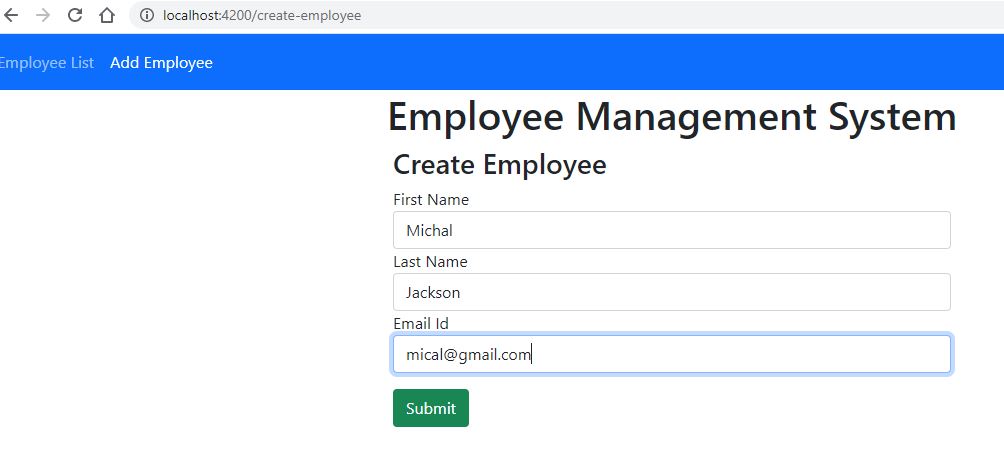 localhost:4200/create-employee
Employee List Add Employee
Employee Management System
Create Employee
First Name
Michal
Last Name
Jackson
Email Id
mical@gmail.com
Submit